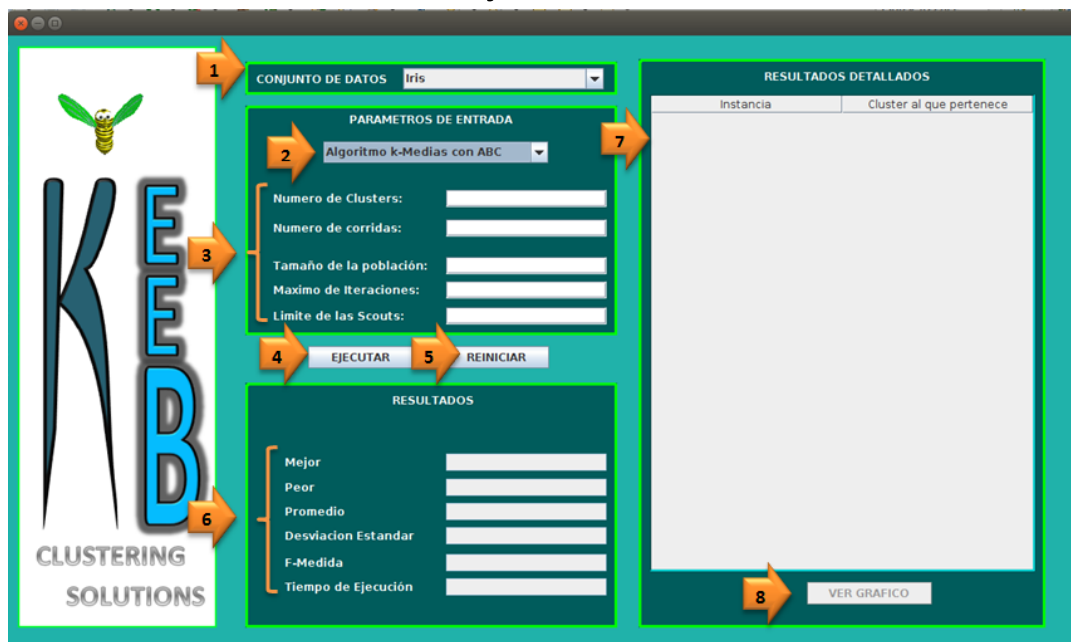 1
CONJUNTO DE DATOS Iris
PARAMETROS DE ENTRADA
2
Algoritmo k-Medias con ABC
3
Numero de Clusters:
Numero de corridas:
Tamaño de la población:
Maximo de Iteraciones:
Limite de las Scouts:
4
EJECUTAR
5
REINICIAR
RESULTADOS
6
Mejor
Peor
Promedio
Desviacion Estandar
F-Medida
Tiempo de Ejecución
RESULTADOS DETALLADOS
7
Instancia Cluster al que pertenece
8
VER GRAFICO
KEEB
CLUSTERING
SOLUTIONS